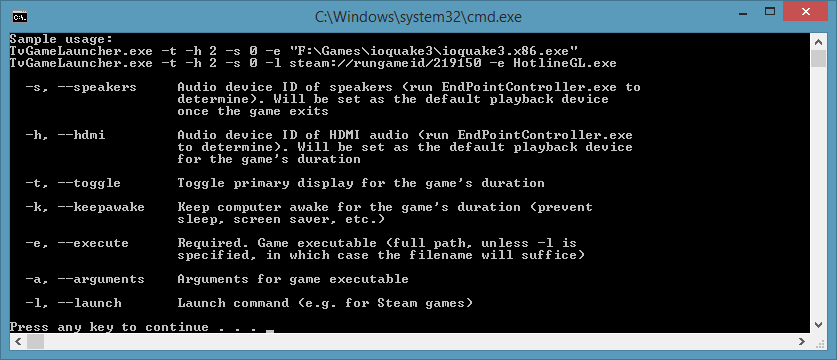 C:\Windows\system32\cmd.exe
Sample usage:
TvGameLauncher.exe -t -h 2 -s 0 -e "F:\Games\ioquake3\ioquake3.x86.exe"
TvGameLauncher.exe -t -h 2 -s 0 -l steam://rungameid/219150 -e HotlineGL.exe
-s, --speakers Audio device ID of speakers (run EndPointController.exe to
determine). Will be set as the default playback device
once the game exits
-h, --hdmi Audio device ID of HDMI audio (run EndPointController.exe
to determine). Will be set as the default playback device
for the game's duration
-t, --toggle Toggle primary display for the game's duration
-k, --keepawake Keep computer awake for the game's duration (prevent
sleep, screen saver, etc.)
-e, --execute Required. Game executable (full path, unless -l is
specified, in which case the filename will suffice)
-a, --arguments Arguments for game executable
-l, --launch Launch command (e.g. for Steam games)
Press any key to continue . . .